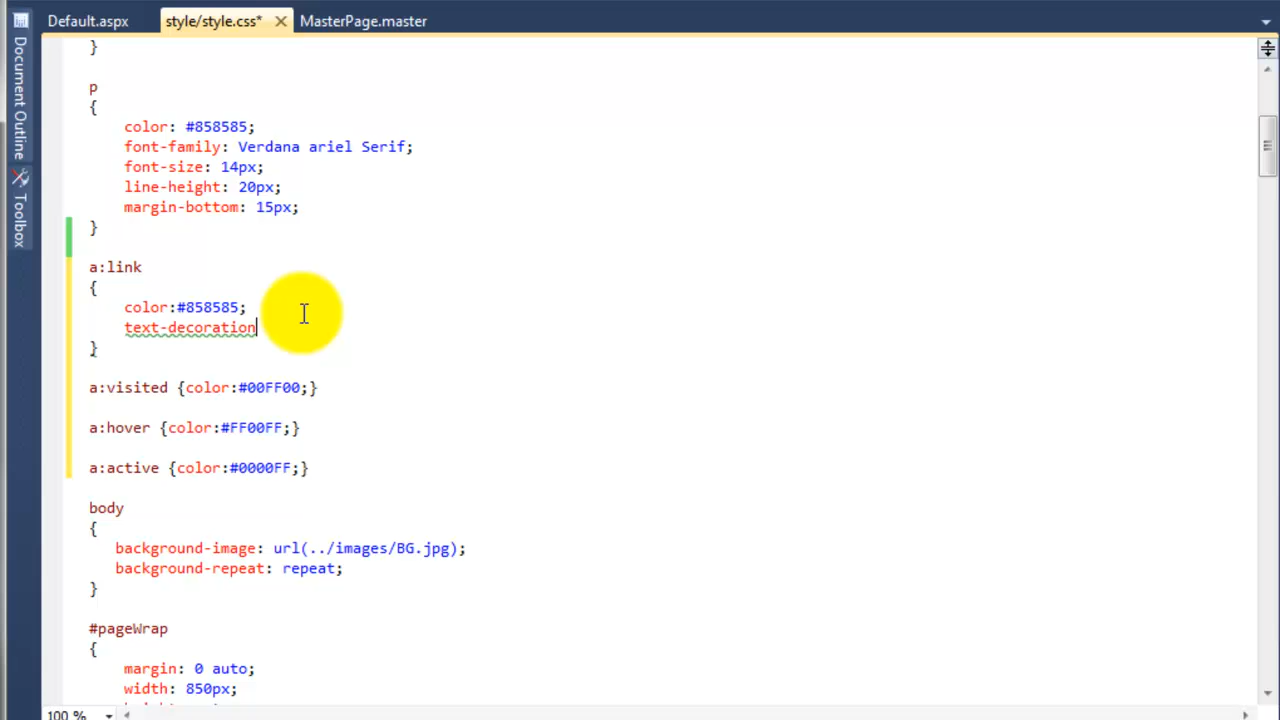 Default.aspx
style/style.css*
MasterPage.master
Document Outline
Toolbox
}
p
{
color: #858585;
font-family: Verdana ariel Serif;
font-size: 14px;
line-height: 20px;
margin-bottom: 15px;
}
a:link
{
color:#858585;
text-decoration
}
a:visited {color:#00FF00;}
a:hover {color:#FF00FF;}
a:active {color:#0000FF;}
body
{
background-image: url(../images/BG.jpg);
background-repeat: repeat;
}
#pageWrap
{
margin: 0 auto;
width: 850px;
100 %